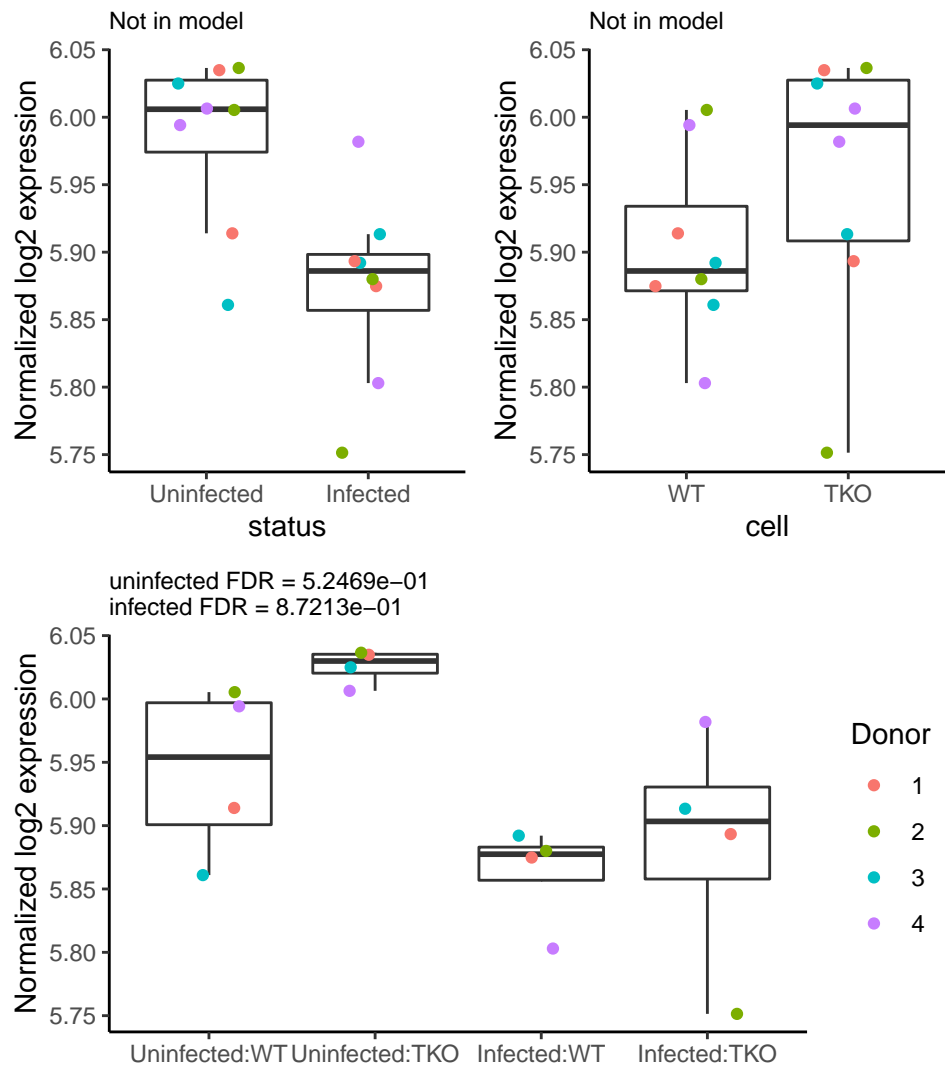 Not in model
Normalized log2 expression
6.05
6.00
5.95
5.90
5.85
5.80
5.75
Uninfected Infected
status
Not in model
Normalized log2 expression
6.05
6.00
5.95
5.90
5.85
5.80
5.75
WT TKO
cell
uninfected FDR = 5.2469e−01
infected FDR = 8.7213e−01
Normalized log2 expression
6.05
6.00
5.95
5.90
5.85
5.80
5.75
Uninfected:WT Uninfected:TKO Infected:WT Infected:TKO
Donor
1
2
3
4